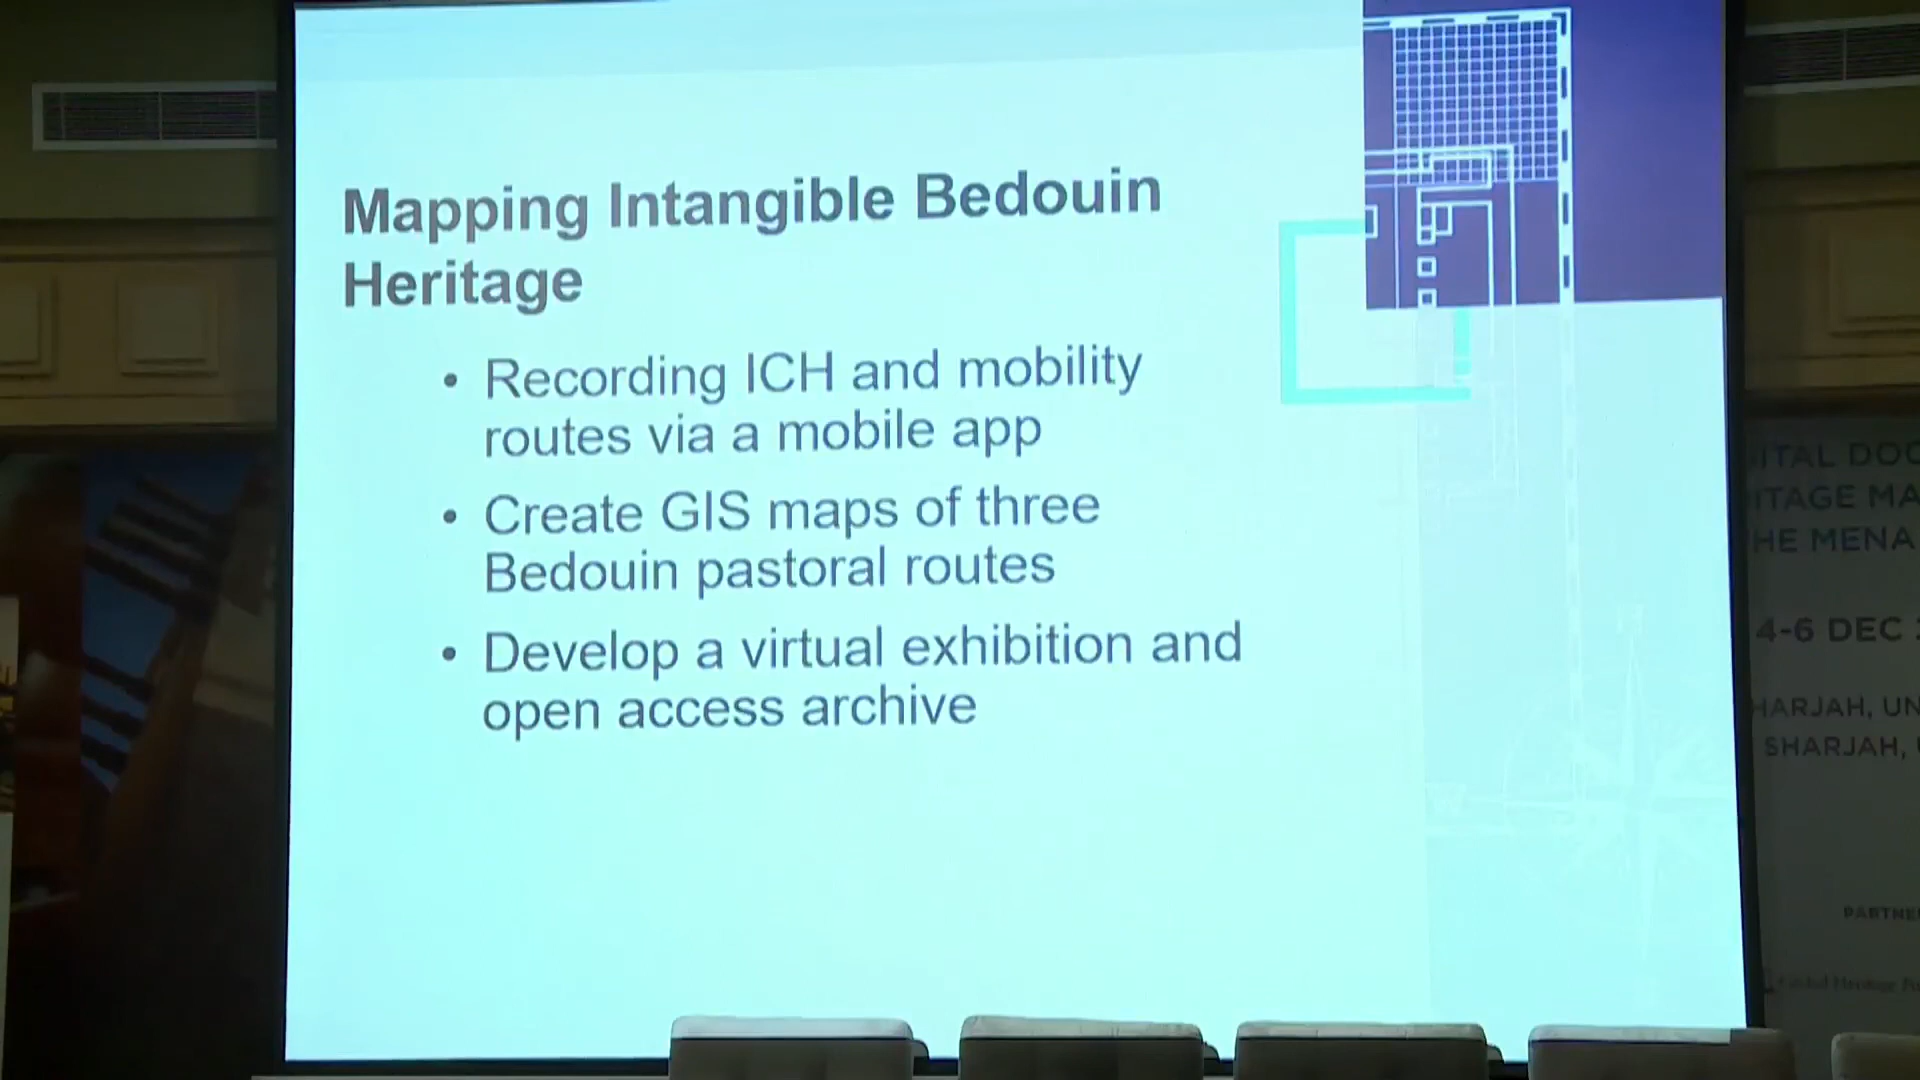 Mapping Intangible Bedouin
Heritage
• Recording ICH and mobility
routes via a mobile app
• Create GIS maps of three
Bedouin pastoral routes
• Develop a virtual exhibition and
open access archive
ITAL DOC
ITAGE MA
HE MENA
4-6 DEC
HARJAH, UN
SHARJAH,
PARTNE